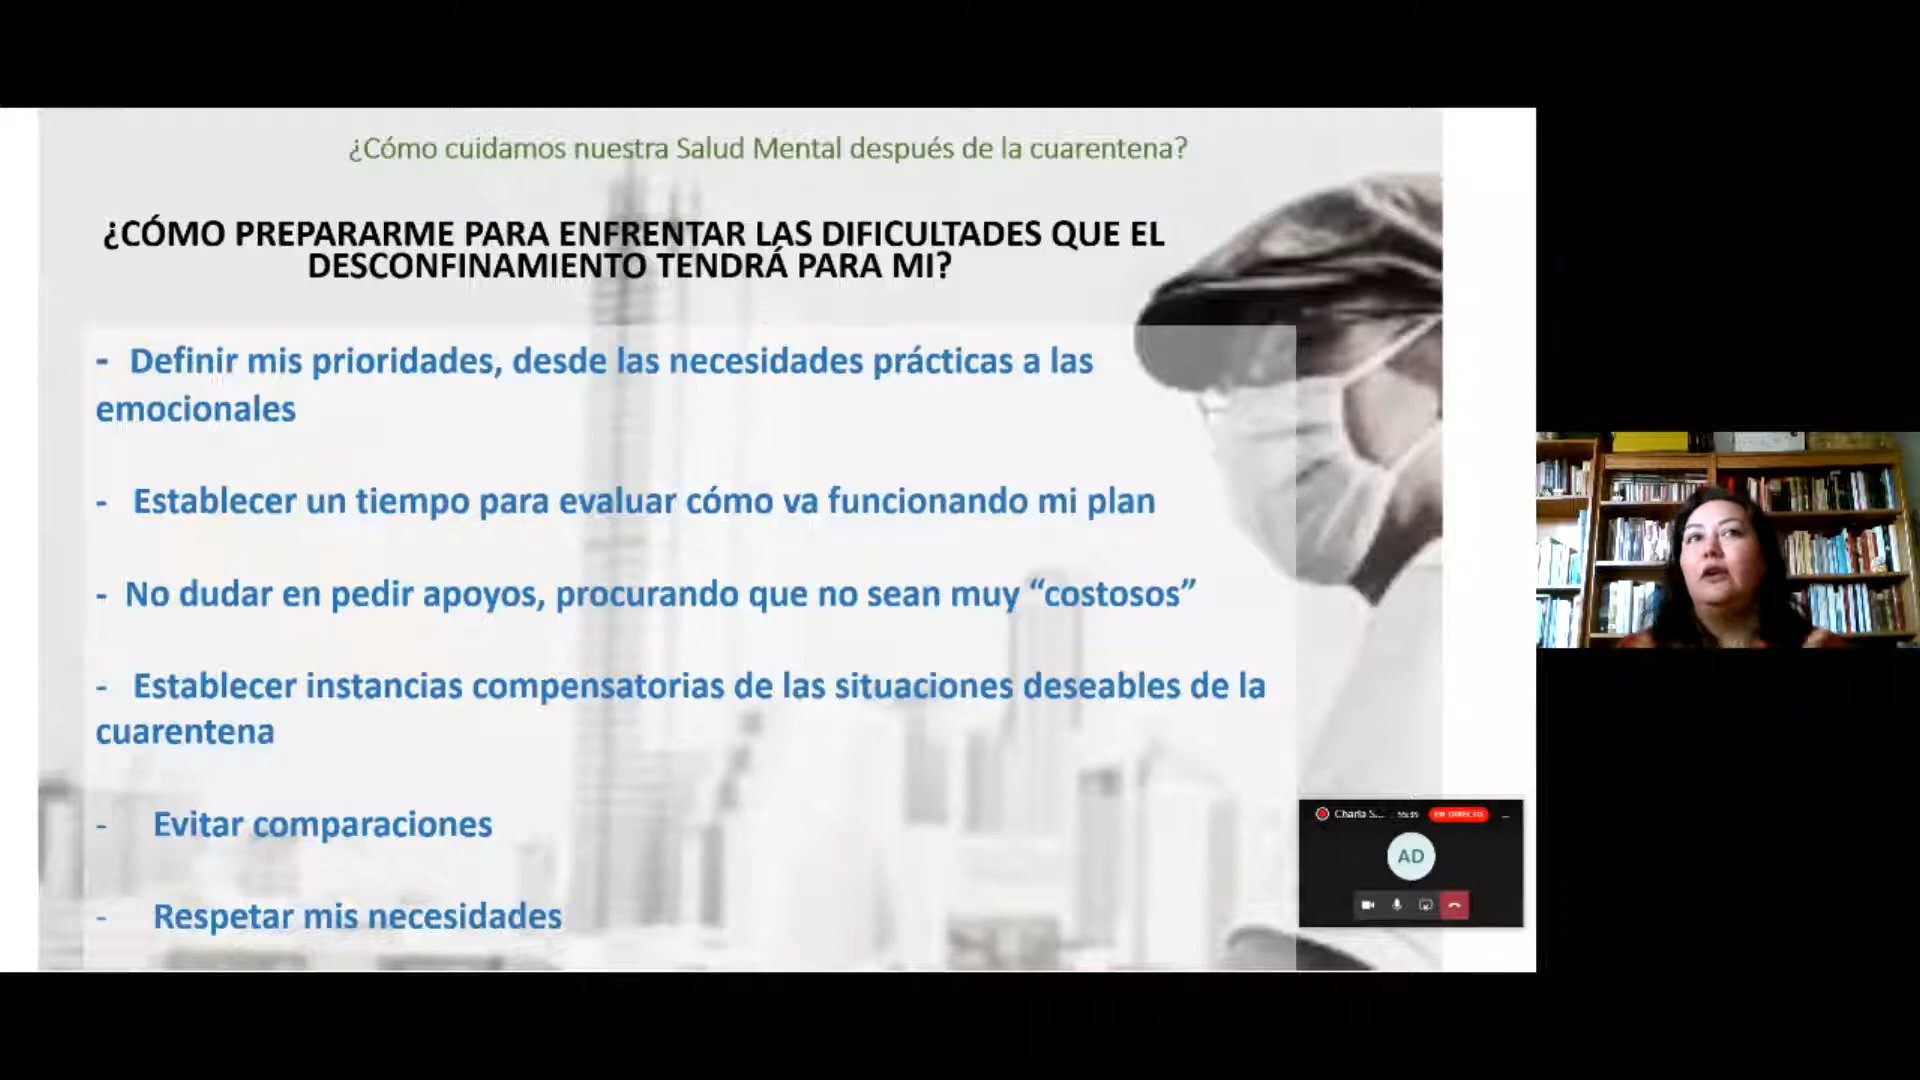 ¿Cómo cuidamos nuestra Salud Mental después de la cuarentena?
¿CÓMO PREPARARME PARA ENFRENTAR LAS DIFICULTADES QUE EL
DESCONFINAMIENTO TENDRÁ PARA MI?
- Definir mis prioridades, desde las necesidades prácticas a las
emocionales
- Establecer un tiempo para evaluar cómo va funcionando mi plan
- No dudar en pedir apoyos, procurando que no sean muy “costosos”
- Establecer instancias compensatorias de las situaciones deseables de la
cuarentena
- Evitar comparaciones
- Respetar mis necesidades
Charla S... EN DIRECTO
AD